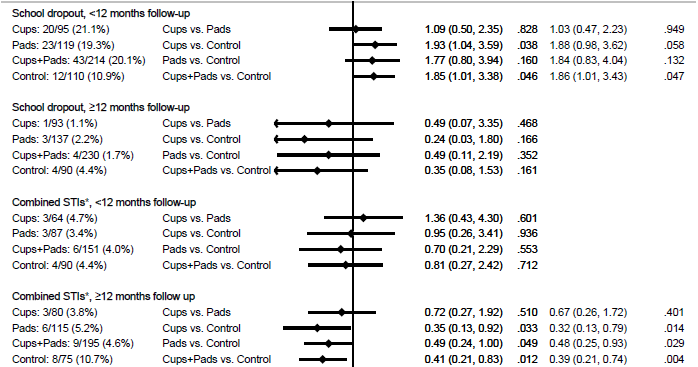 School dropout, <12 months follow-up
Cups: 20/95 (21.1%) Cups vs. Pads 1.09 (0.50, 2.35) .828 1.03 (0.47, 2.23) .949
Pads: 23/119 (19.3%) Cups vs. Control 1.93 (1.04, 3.59) .038 1.88 (0.98, 3.62) .058
Cups+Pads: 43/214 (20.1%) Pads vs. Control 1.77 (0.80, 3.94) .160 1.84 (0.83, 4.04) .132
Control: 12/110 (10.9%) Cups+Pads vs. Control 1.85 (1.01, 3.38) .046 1.86 (1.01, 3.43) .047
School dropout, ≥12 months follow-up
Cups: 1/93 (1.1%) Cups vs. Pads 0.49 (0.07, 3.35) .468
Pads: 3/137 (2.2%) Cups vs. Control 0.24 (0.03, 1.80) .166
Cups+Pads: 4/230 (1.7%) Pads vs. Control 0.49 (0.11, 2.19) .352
Control: 4/90 (4.4%) Cups+Pads vs. Control 0.35 (0.08, 1.53) .161
Combined STIs*, <12 months follow-up
Cups: 3/64 (4.7%) Cups vs. Pads 1.36 (0.43, 4.30) .601
Pads: 3/87 (3.4%) Cups vs. Control 0.95 (0.26, 3.41) .936
Cups+Pads: 6/151 (4.0%) Pads vs. Control 0.70 (0.21, 2.29) .553
Control: 4/90 (4.4%) Cups+Pads vs. Control 0.81 (0.27, 2.42) .712
Combined STIs*, ≥12 months follow up
Cups: 3/80 (3.8%) Cups vs. Pads 0.72 (0.27, 1.92) .510 0.67 (0.26, 1.72) .401
Pads: 6/115 (5.2%) Cups vs. Control 0.35 (0.13, 0.92) .033 0.32 (0.13, 0.79) .014
Cups+Pads: 9/195 (4.6%) Pads vs. Control 0.49 (0.24, 1.00) .049 0.48 (0.25, 0.93) .029
Control: 8/75 (10.7%) Cups+Pads vs. Control 0.41 (0.21, 0.83) .012 0.39 (0.21, 0.74) .004